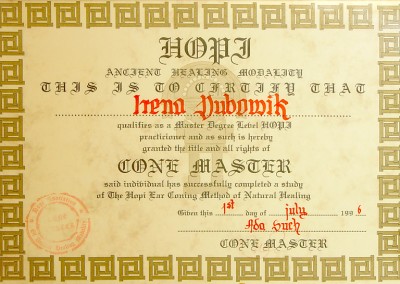 HOPI
ANCIENT HEALING MODALITY
THIS IS TO CERTIFY THAT
Irena Dubowik
qualifies as a Master Degree Level HOPI
practicioner and as such is hereby
granted the title and all rights of
CONE MASTER
said individual has successfully completed a study
of The Hopi Ear Coning Method of Natural Healing
Given this 1st day of july 1996
CONE MASTER